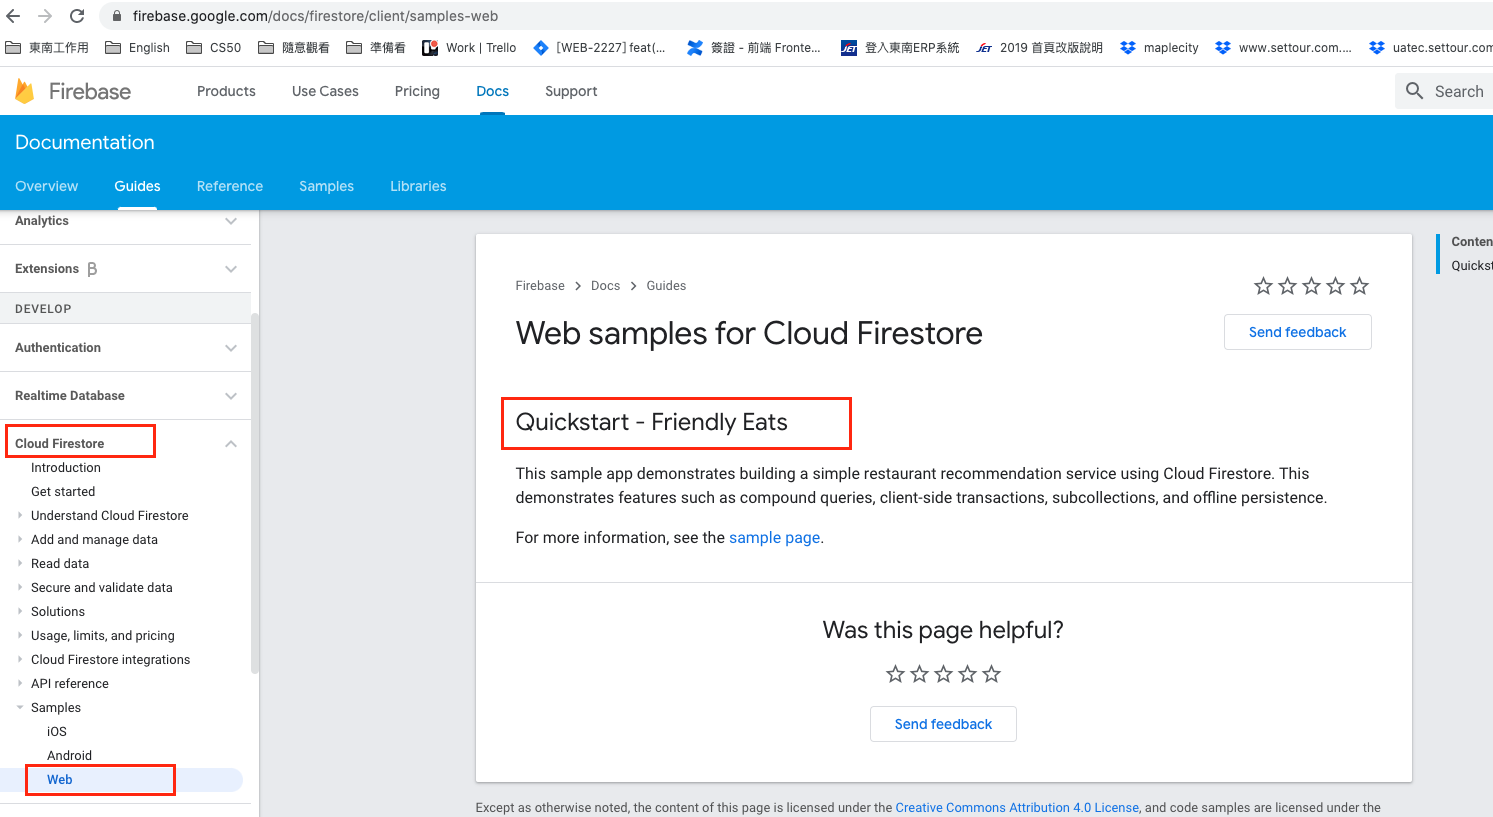 firebase.google.com/docs/firestore/client/samples-web
東南工作用 English CS50 隨意觀看 準備看 Work | Trello [WEB-2227] feat(... 簽證 - 前端 Fronte... JET 登入東南ERP系統 JET 2019 首頁改版說明 maplecity www.settour.com.... uatec.settour.com
Firebase Products Use Cases Pricing Docs Support Search
Documentation
Overview Guides Reference Samples Libraries
Analytics
Extensions β
DEVELOP
Authentication
Realtime Database
Cloud Firestore
Introduction
Get started
Understand Cloud Firestore
Add and manage data
Read data
Secure and validate data
Solutions
Usage, limits, and pricing
Cloud Firestore integrations
API reference
Samples
iOS
Android
Web
Firebase > Docs > Guides
Web samples for Cloud Firestore
Send feedback
Quickstart - Friendly Eats
This sample app demonstrates building a simple restaurant recommendation service using Cloud Firestore. This
demonstrates features such as compound queries, client-side transactions, subcollections, and offline persistence.
For more information, see the sample page.
Was this page helpful?
Send feedback
Except as otherwise noted, the content of this page is licensed under the Creative Commons Attribution 4.0 License, and code samples are licensed under the
Conten
Quickst